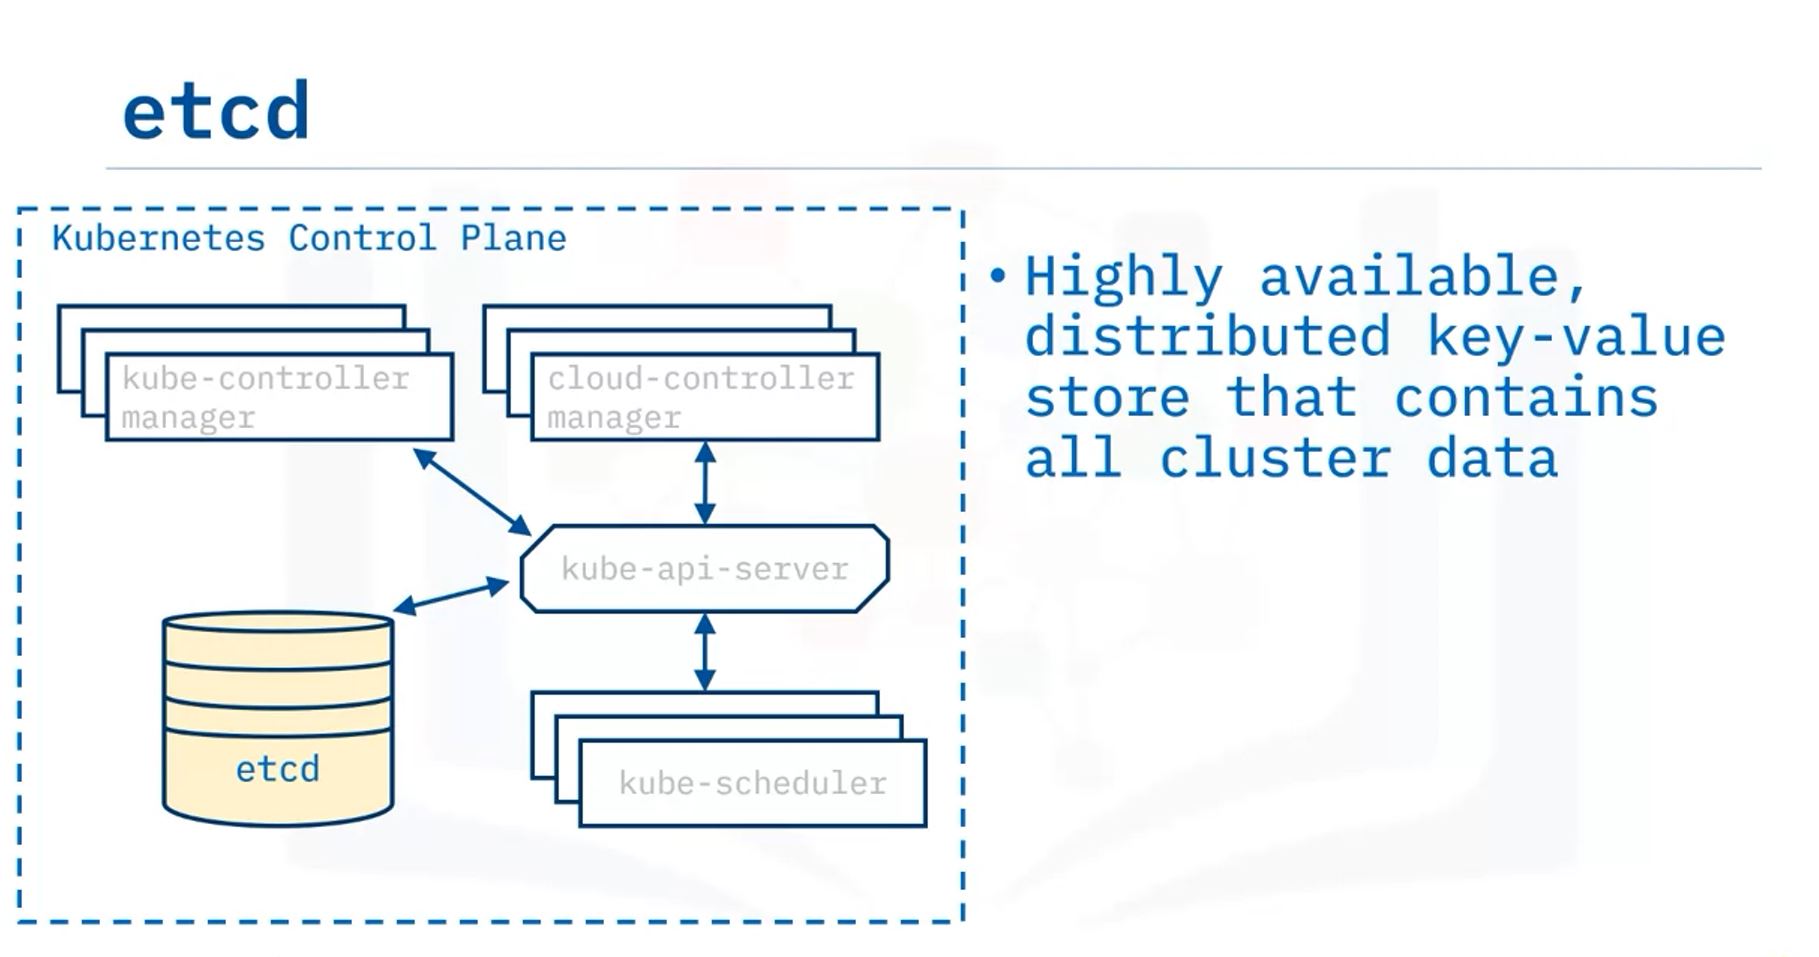 etcd
Kubernetes Control Plane
kube-controller
manager
cloud-controller
manager
kube-api-server
etcd
kube-scheduler
• Highly available,
distributed key-value
store that contains
all cluster data